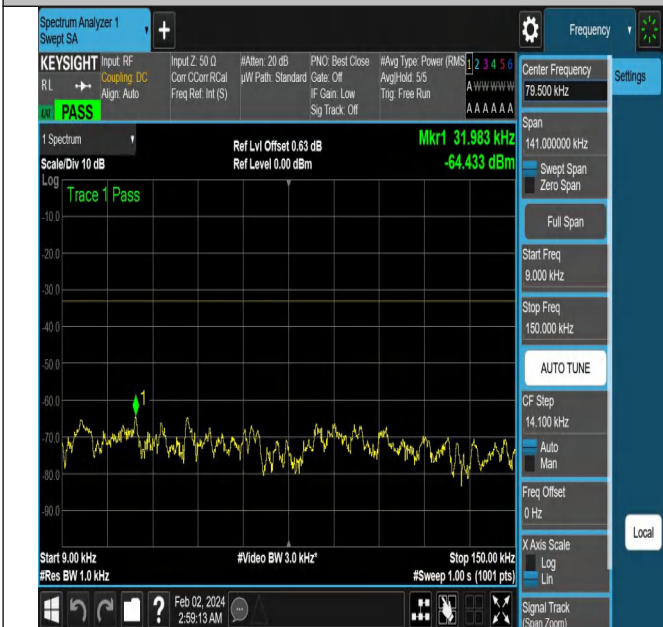 Spectrum Analyzer 1
Swept SA
+
Frequency
KEYSIGHT
RL
Input: RF
Coupling: DC
Align: Auto
Input Z: 50 Ω
Corr CCorr RCal
Freq Ref: Int (S)
#Atten: 20 dB
µW Path: Standard
PNO: Best Close
Gate: Off
IF Gain: Low
Sig Track: Off
#Avg Type: Power (RMS
Avg|Hold: 5/5
Trig: Free Run
1 2 3 4 5 6
A W W W W W
A A A A A A
PASS
1 Spectrum
Scale/Div 10 dB
Log
Ref Lvl Offset 0.63 dB
Ref Level 0.00 dBm
Mkr1 31.983 kHz
-64.433 dBm
Trace 1 Pass
-10.0
-20.0
-30.0
-40.0
-50.0
-60.0
-70.0
-80.0
-90.0
1
Start 9.00 kHz
#Res BW 1.0 kHz
#Video BW 3.0 kHz*
Stop 150.00 kHz
#Sweep 1.00 s (1001 pts)
?
Feb 02, 2024
2:59:13 AM
Center Frequency
79.500 kHz
Span
141.000000 kHz
Swept Span
Zero Span
Full Span
Start Freq
9.000 kHz
Stop Freq
150.000 kHz
AUTO TUNE
CF Step
14.100 kHz
Auto
Man
Freq Offset
0 Hz
X Axis Scale
Log
Lin
Signal Track
(Span Zoom)
Settings
Local